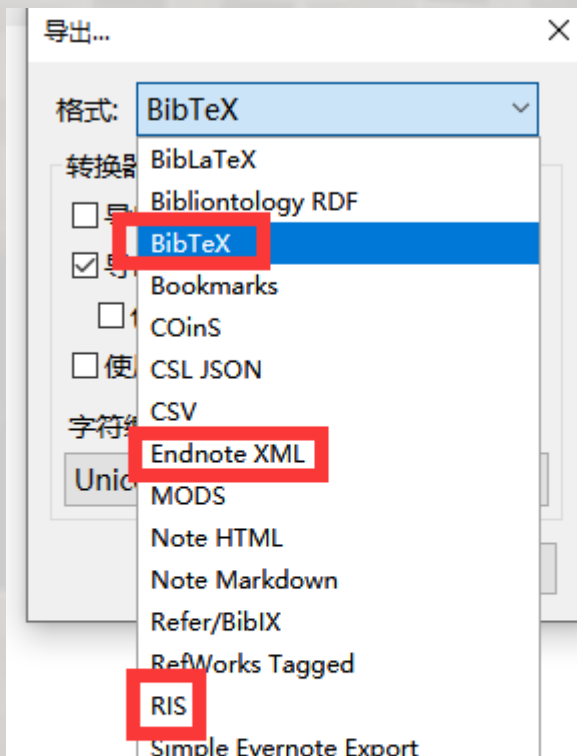 导出...
格式: BibTeX
转换器
BibLaTeX
Bibliontology RDF
BibTeX
Bookmarks
COinS
CSL JSON
CSV
字符编
Endnote XML
Unic
MODS
Note HTML
Note Markdown
Refer/BibIX
RefWorks Tagged
RIS
Simple Evernote Export